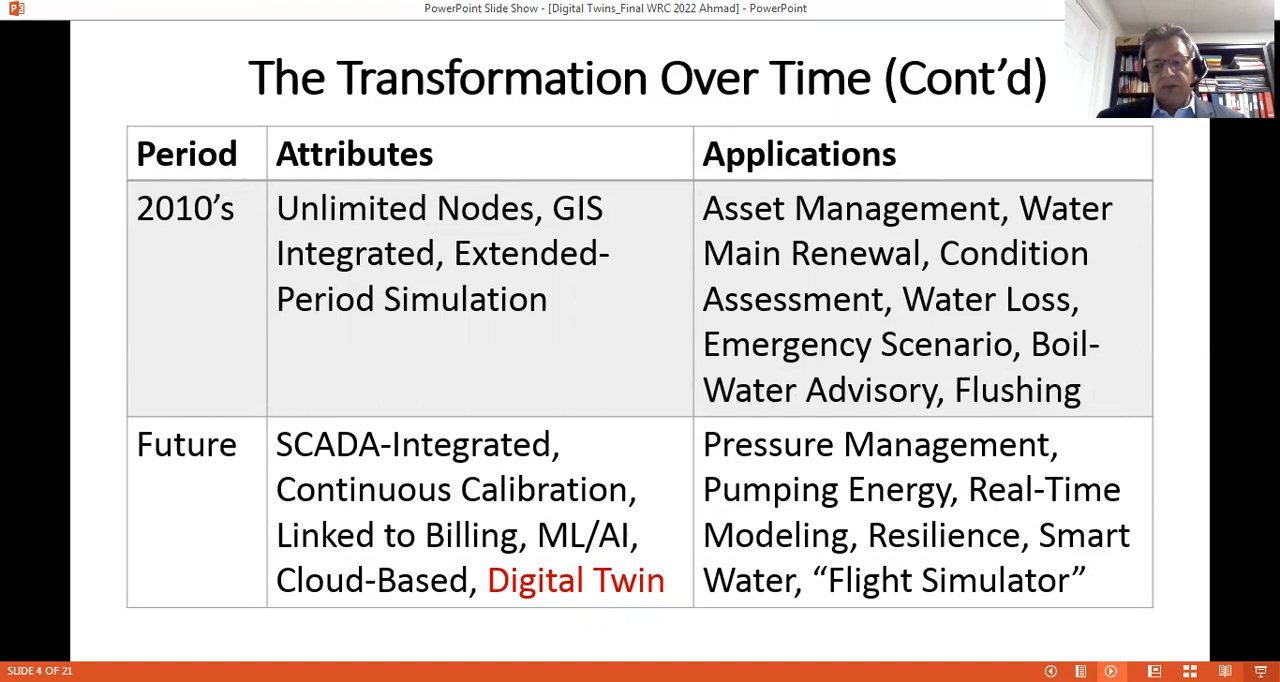 PowerPoint Slide Show - [Digital Twins_Final WRC 2022 Ahmad] - PowerPoint
The Transformation Over Time (Cont’d)
Period
Attributes
Applications
2010’s
Unlimited Nodes, GIS
Integrated, Extended-
Period Simulation
Asset Management, Water
Main Renewal, Condition
Assessment, Water Loss,
Emergency Scenario, Boil-
Water Advisory, Flushing
Future
SCADA-Integrated,
Continuous Calibration,
Linked to Billing, ML/AI,
Cloud-Based, Digital Twin
Pressure Management,
Pumping Energy, Real-Time
Modeling, Resilience, Smart
Water, “Flight Simulator”
SLIDE 4 OF 21